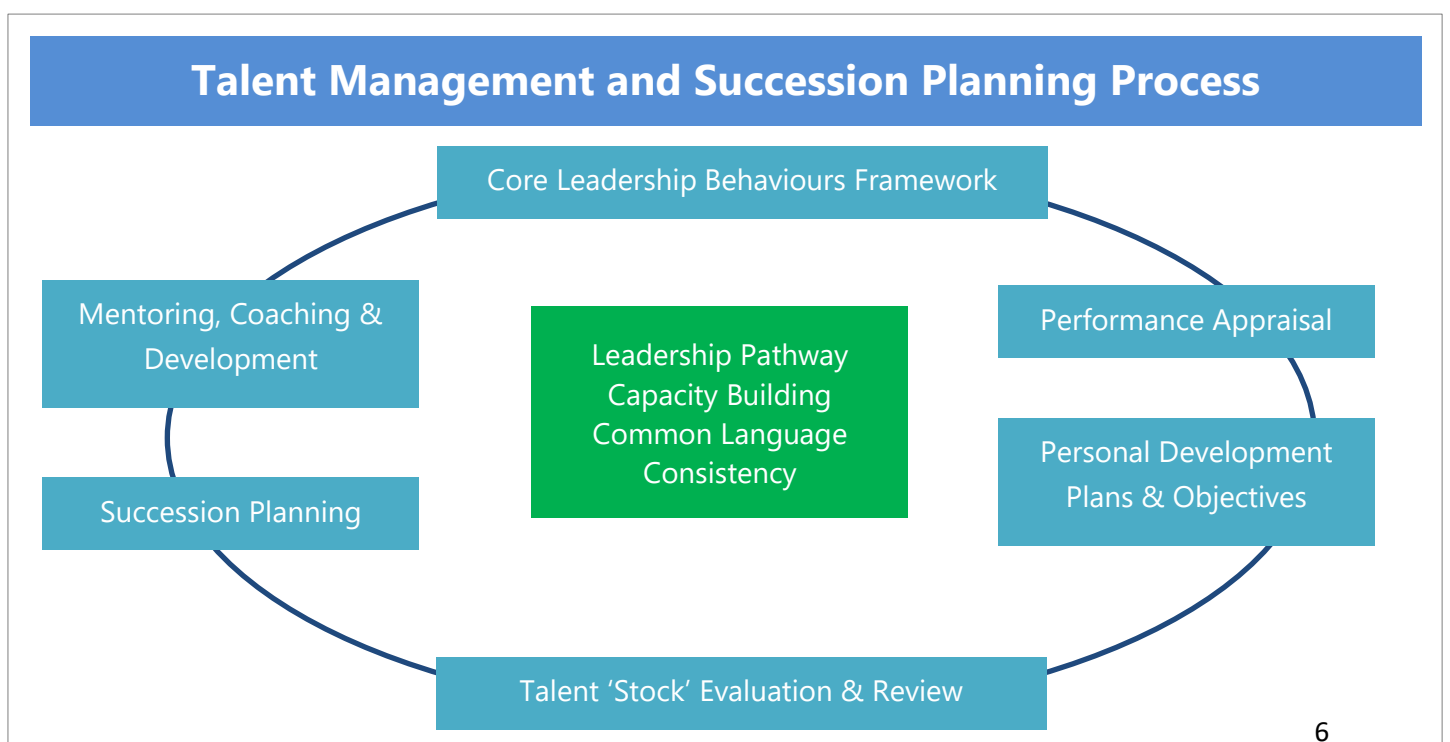 Talent Management and Succession Planning Process
Core Leadership Behaviours Framework
Mentoring, Coaching &
Development
Leadership Pathway
Capacity Building
Common Language
Consistency
Performance Appraisal
Personal Development
Plans & Objectives
Succession Planning
Talent ‘Stock’ Evaluation & Review
6